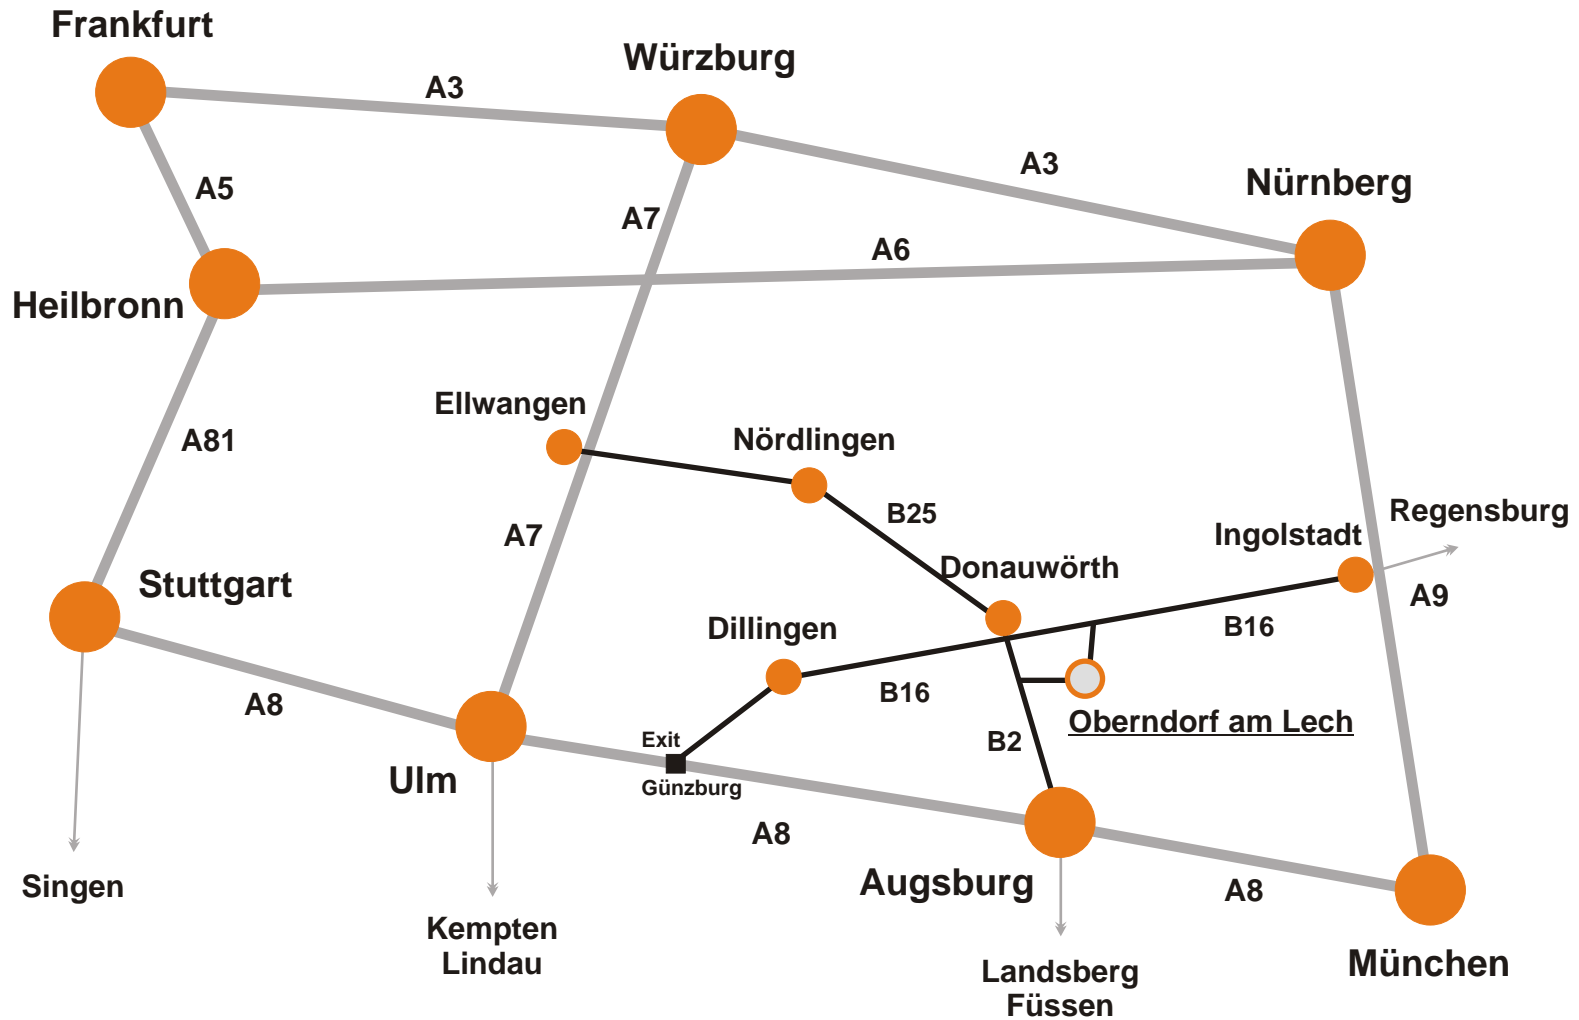 Frankfurt
Würzburg
A3
A3
Nürnberg
A5
A7
A6
Heilbronn
Ellwangen
A81
Nördlingen
B25
Regensburg
A7
Ingolstadt
Donauwörth
Stuttgart
A9
Dillingen
B16
B16
A8
Oberndorf am Lech
Exit
B2
Ulm
Günzburg
A8
Singen
Augsburg
A8
Kempten
Lindau
München
Landsberg
Füssen